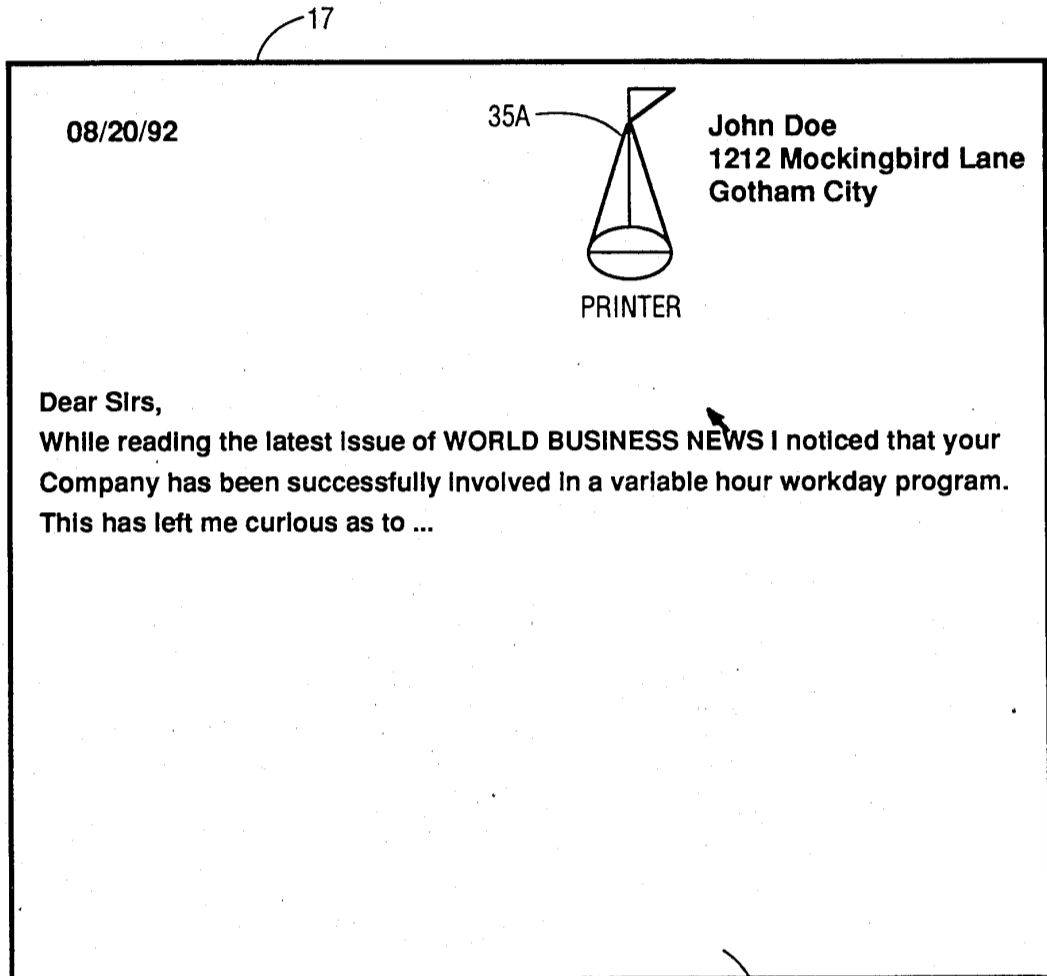 17
08/20/92
35A
John Doe
1212 Mockingbird Lane
Gotham City
PRINTER
Dear Sirs,
While reading the latest issue of WORLD BUSINESS NEWS I noticed that your
Company has been successfully involved in a variable hour workday program.
This has left me curious as to ...